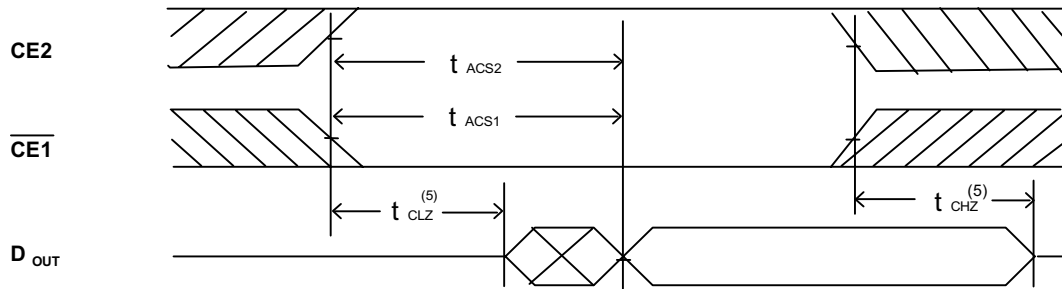 CE2
t ACS2
t ACS1
CE1
t CLZ (5)
t CHZ (5)
D OUT